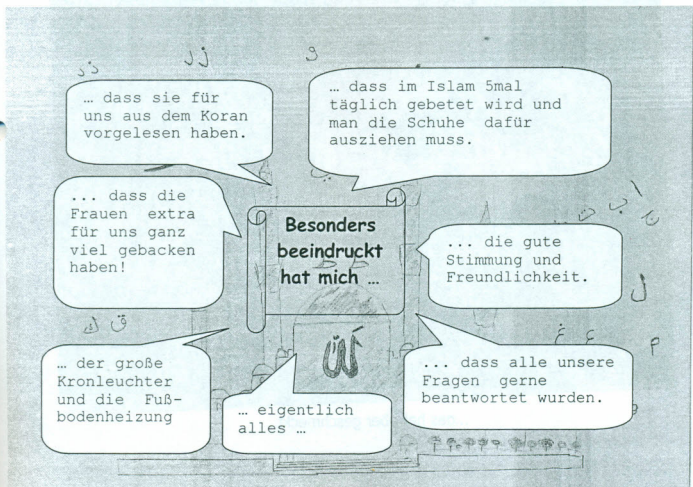 ذر
زر
و
… dass sie für
uns aus dem Koran
vorgelesen haben.
… dass im Islam 5mal
täglich gebetet wird und
man die Schuhe dafür
ausziehen muss.
... dass die
Frauen extra
für uns ganz
viel gebacken
haben!
Besonders
beeindruckt
hat mich …
ا ب ت
ج
... die gute
Stimmung und
Freundlichkeit.
ل
ق ك
ع غ
م
… der große
Kronleuchter
und die Fuß-
bodenheizung
… eigentlich
alles …
... dass alle unsere
Fragen gerne
beantwortet wurden.